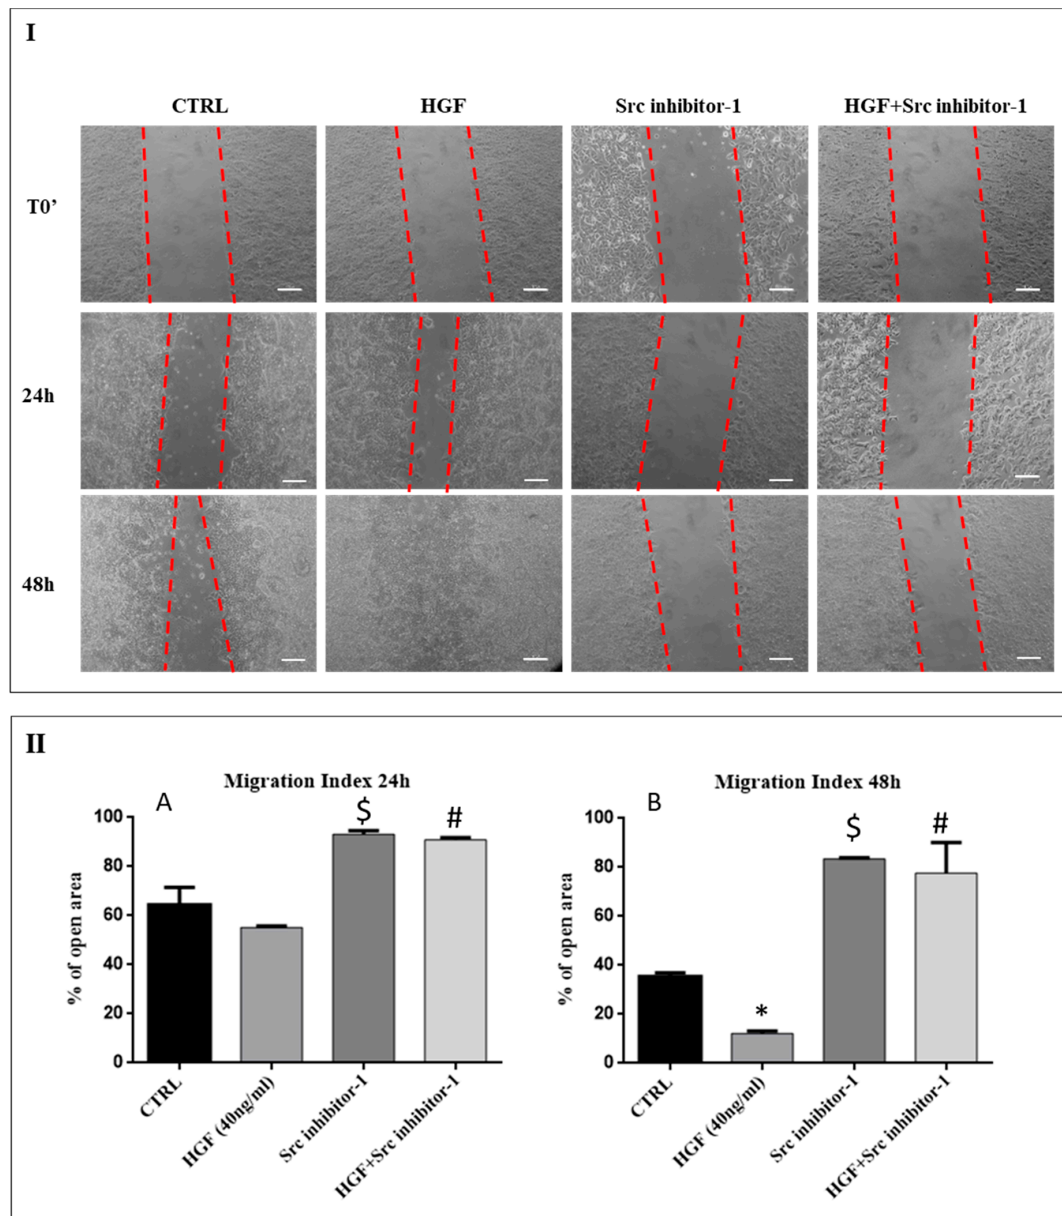 I
CTRL HGF Src inhibitor-1 HGF+Src inhibitor-1
T0’
24h
48h
II
Migration Index 24h
A
$ #
% of open area
100
80
60
40
20
0
CTRL
HGF (40ng/ml)
Src inhibitor-1
HGF+Src inhibitor-1
Migration Index 48h
B
$ #
*
% of open area
100
80
60
40
20
0
CTRL
HGF (40ng/ml)
Src inhibitor-1
HGF+Src inhibitor-1